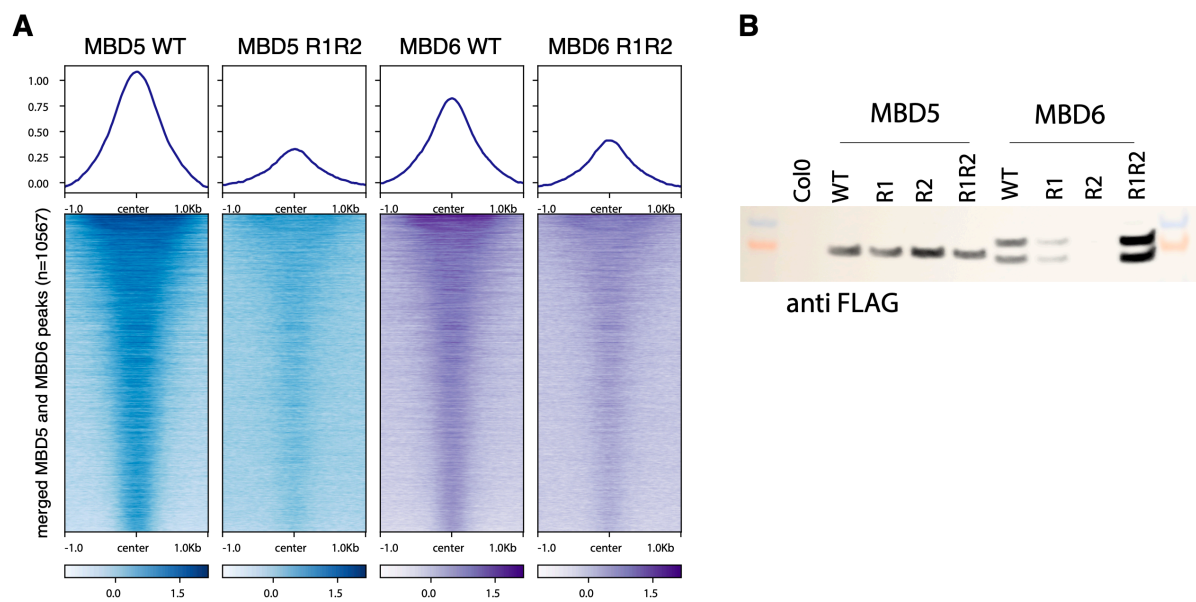 A
MBD5 WT MBD5 R1R2 MBD6 WT MBD6 R1R2
1.00
0.75
0.50
0.25
0.00
-1.0 center 1.0Kb -1.0 center 1.0Kb -1.0 center 1.0Kb -1.0 center 1.0Kb
merged MBD5 and MBD6 peaks (n=10567)
-1.0 center 1.0Kb -1.0 center 1.0Kb -1.0 center 1.0Kb -1.0 center 1.0Kb
0.0 1.5 0.0 1.5 0.0 1.5 0.0 1.5
B
MBD5 MBD6
Col0 WT R1 R2 R1R2 WT R1 R2 R1R2
anti FLAG